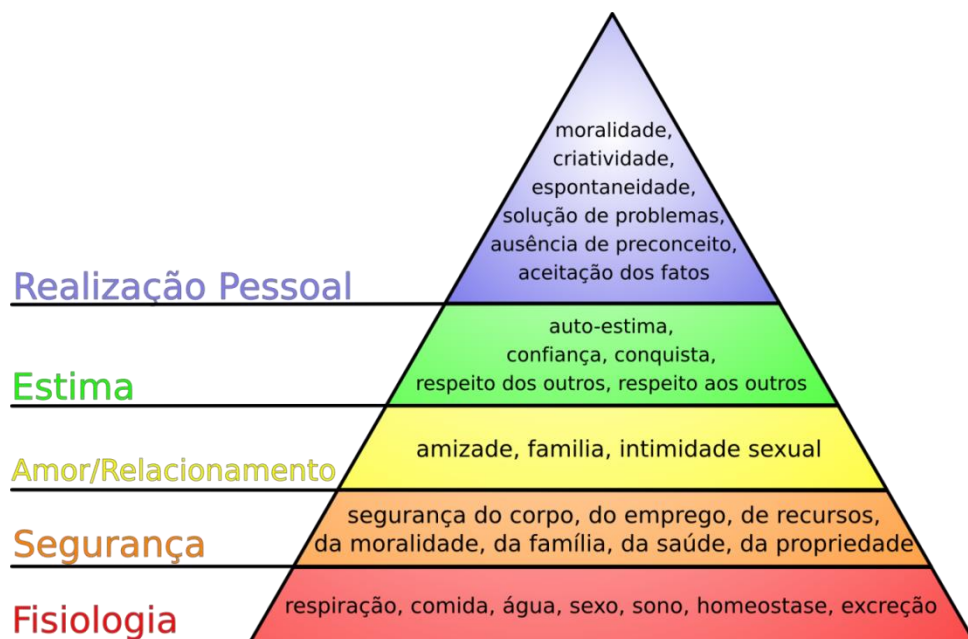 moralidade,
criatividade,
espontaneidade,
solução de problemas,
ausência de preconceito,
aceitação dos fatos
Realização Pessoal
auto-estima,
confiança, conquista,
respeito dos outros, respeito aos outros
Estima
amizade, familia, intimidade sexual
Amor/Relacionamento
segurança do corpo, do emprego, de recursos,
da moralidade, da família, da saúde, da propriedade
Segurança
respiração, comida, água, sexo, sono, homeostase, excreção
Fisiologia